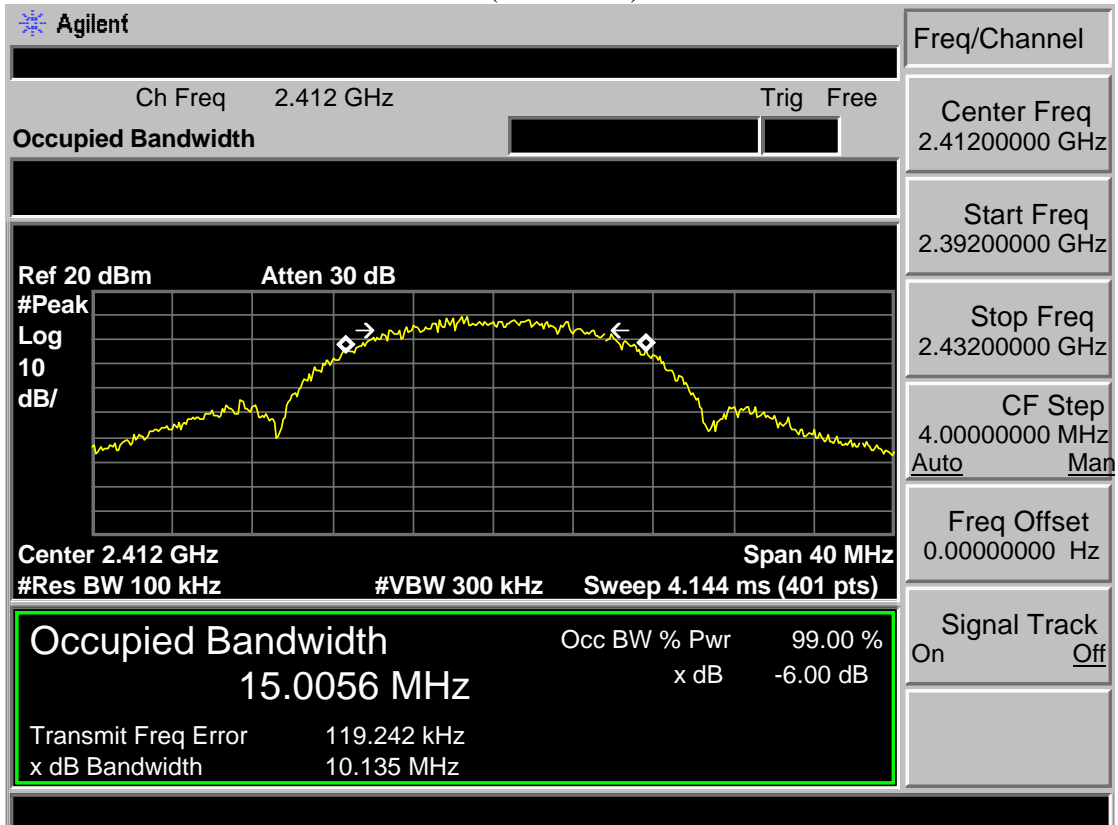 Agilent
Freq/Channel
Ch Freq 2.412 GHz Trig Free
Occupied Bandwidth
Center Freq
2.41200000 GHz
Start Freq
2.39200000 GHz
Stop Freq
2.43200000 GHz
CF Step
4.00000000 MHz
Auto Man
Freq Offset
0.00000000 Hz
Signal Track
On Off
Ref 20 dBm Atten 30 dB
#Peak
Log
10
dB/
Center 2.412 GHz Span 40 MHz
#Res BW 100 kHz #VBW 300 kHz Sweep 4.144 ms (401 pts)
Occupied Bandwidth Occ BW % Pwr 99.00 %
15.0056 MHz x dB -6.00 dB
Transmit Freq Error 119.242 kHz
x dB Bandwidth 10.135 MHz